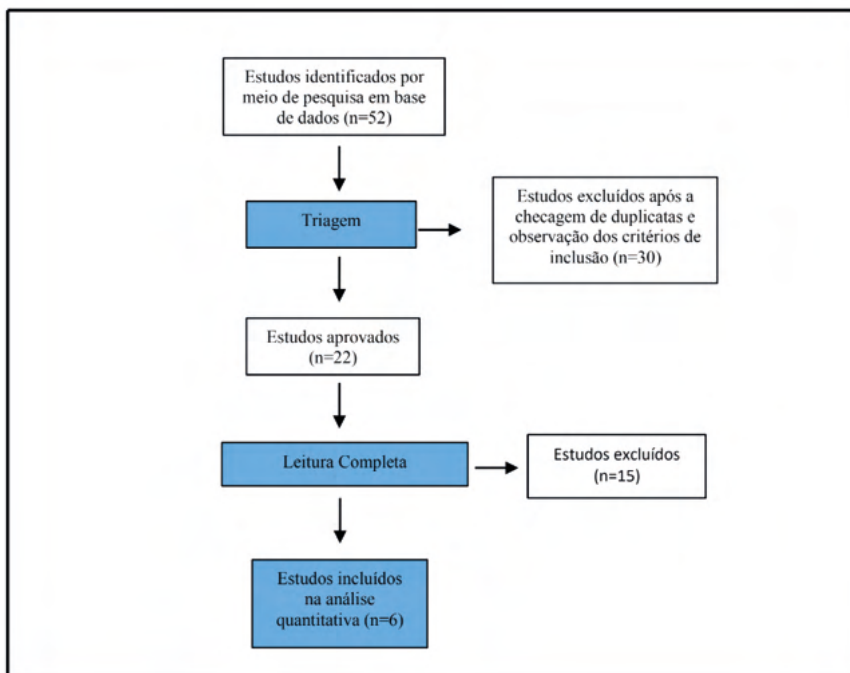 Estudos identificados por
meio de pesquisa em base
de dados (n=52)
Triagem
Estudos excluídos após a
checagem de duplicatas e
observação dos critérios de
inclusão (n=30)
Estudos aprovados
(n=22)
Leitura Completa
Estudos excluídos
(n=15)
Estudos incluídos
na análise
quantitativa (n=6)